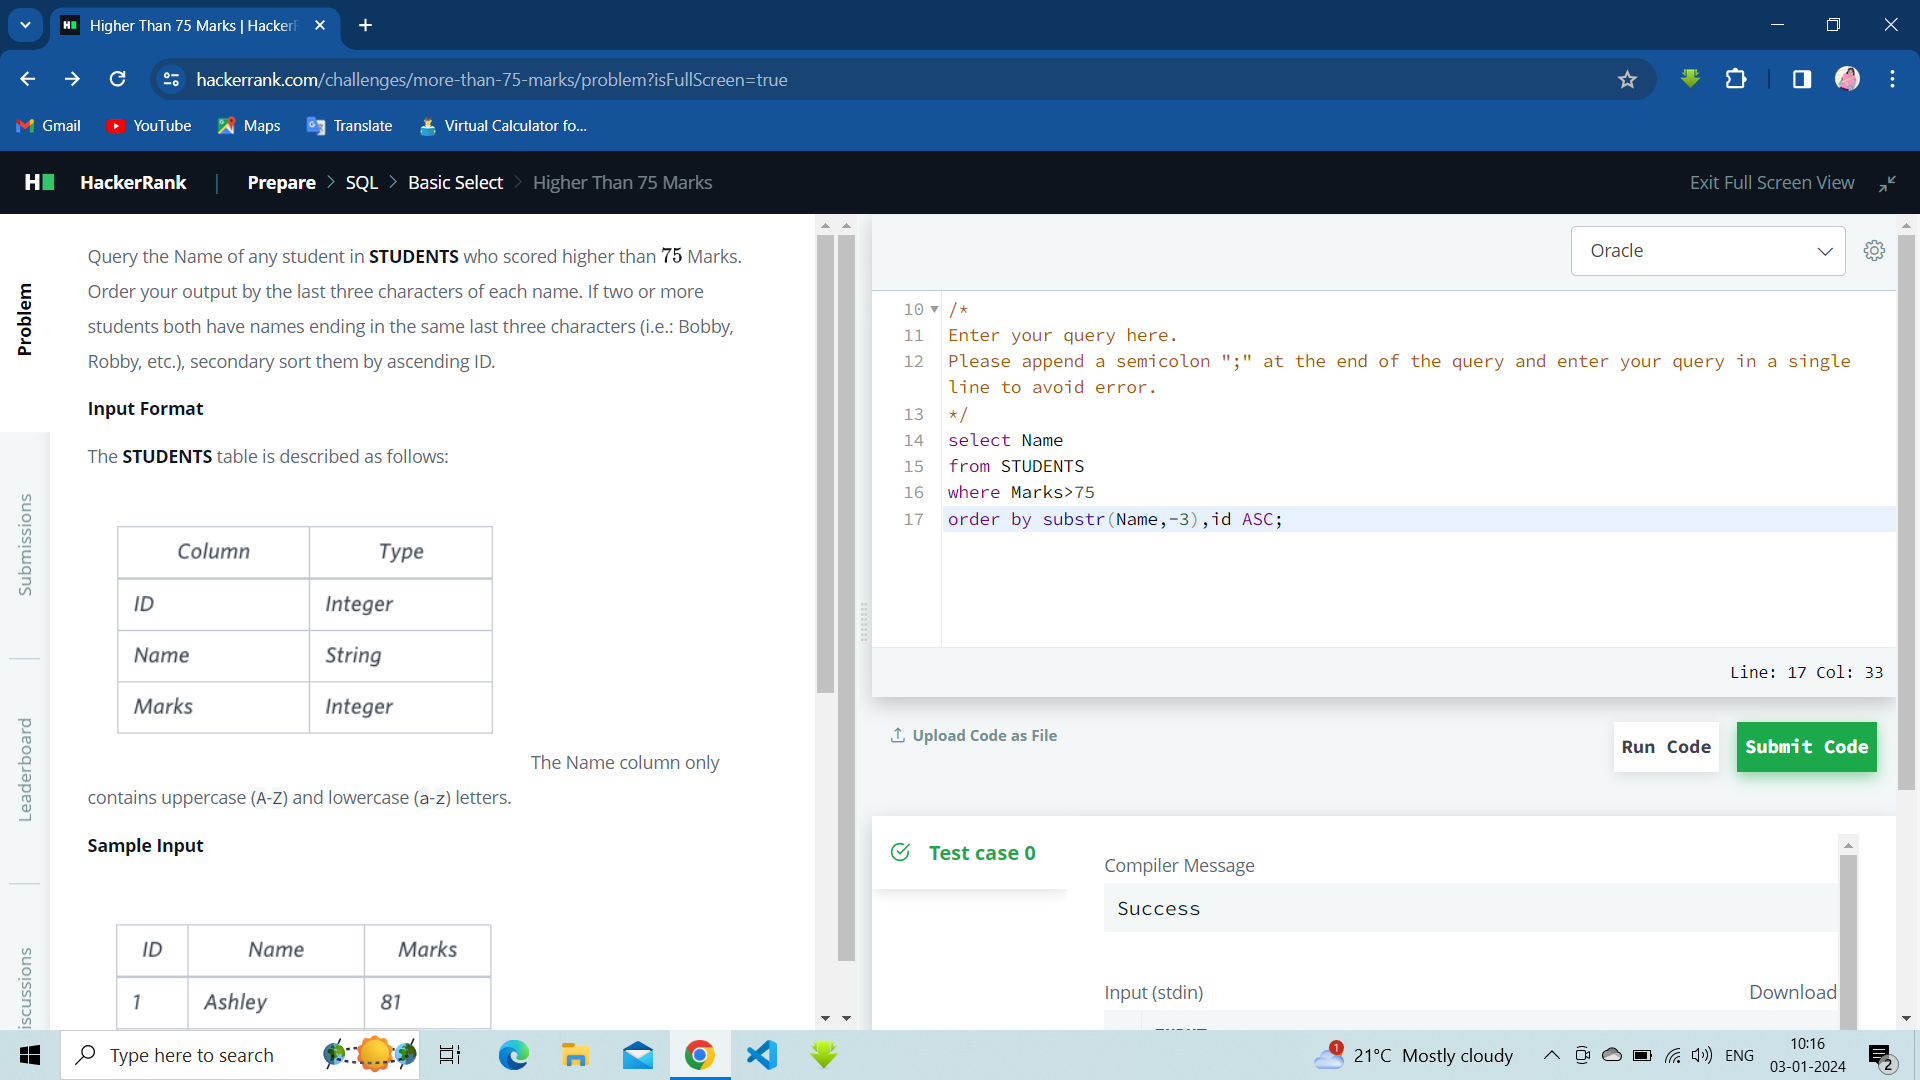 Higher Than 75 Marks | HackerR
hackerrank.com/challenges/more-than-75-marks/problem?isFullScreen=true
Gmail YouTube Maps Translate Virtual Calculator fo...
HackerRank | Prepare > SQL > Basic Select > Higher Than 75 Marks Exit Full Screen View
Problem
Submissions
Leaderboard
iscussions
Query the Name of any student in STUDENTS who scored higher than 75 Marks.
Order your output by the last three characters of each name. If two or more
students both have names ending in the same last three characters (i.e.: Bobby,
Robby, etc.), secondary sort them by ascending ID.
Input Format
The STUDENTS table is described as follows:
Column Type
ID Integer
Name String
Marks Integer
The Name column only
contains uppercase (A-Z) and lowercase (a-z) letters.
Sample Input
ID Name Marks
1 Ashley 81
Oracle
10 /*
11 Enter your query here.
12 Please append a semicolon ";" at the end of the query and enter your query in a single
line to avoid error.
13 */
14 select Name
15 from STUDENTS
16 where Marks>75
17 order by substr(Name,-3),id ASC;
Line: 17 Col: 33
Upload Code as File
Run Code Submit Code
Test case 0
Compiler Message
Success
Input (stdin) Download
Type here to search
1 21°C Mostly cloudy ENG
10:16
03-01-2024
2